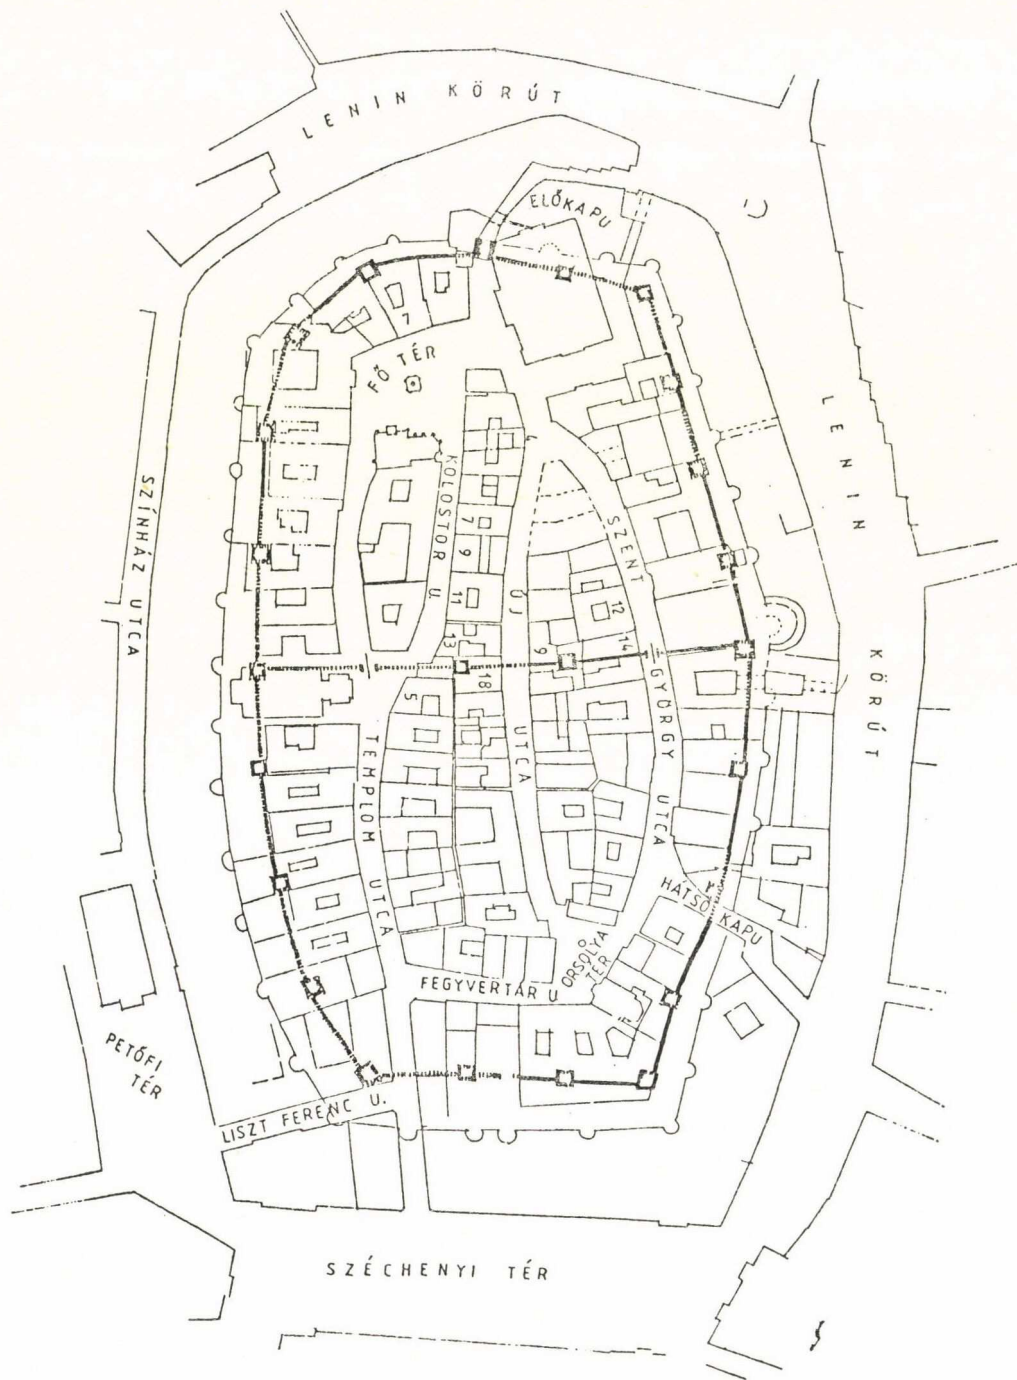 LENIN KÖRÚT
ELŐKAPU
7
FŐ TÉR
LENIN KÖRÚT
SZÍNHÁZ UTCA
KOLOSTOR U.
7
9
11
13
18
5
ÚJ UTCA
9
SZENT GYÖRGY UTCA
12
14
TEMPLOM UTCA
HÁTSÓ KAPU
ORSOLYA TÉR
FEGYVERTÁR U.
PETŐFI TÉR
LISZT FERENC U.
SZÉCHENYI TÉR